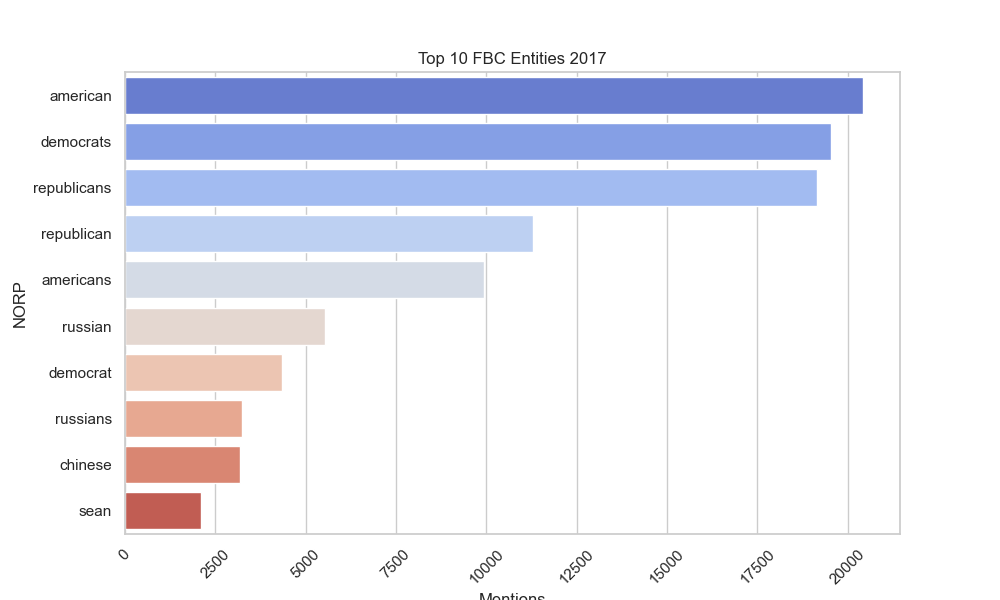 Top 10 FBC Entities 2017
NORP
american
democrats
republicans
republican
americans
russian
democrat
russians
chinese
sean
0
2500
5000
7500
10000
12500
15000
17500
20000
Mentions